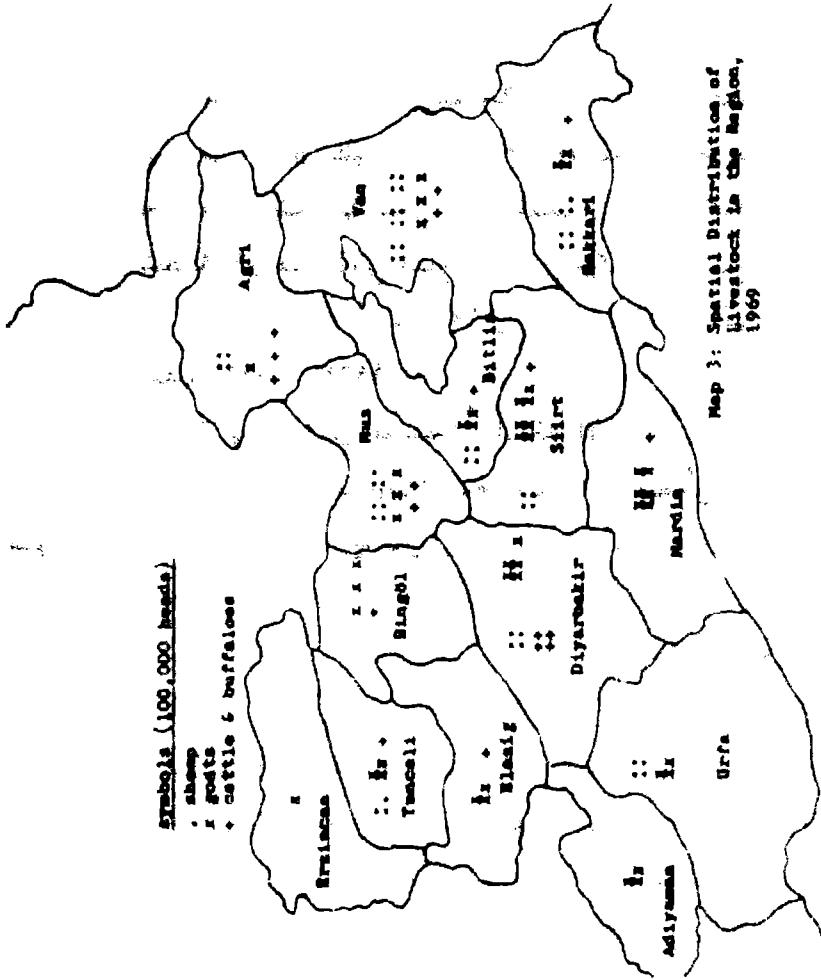 symbols (100,000 heads)
. sheep
x goats
+ cattle & buffaloes
Erzincan
x
Tunceli
Elazig
Adiyaman
Urfa
Bingöl
x x x
+
Diyarbakir
Mus
x x x
+ +
Bitlis
Siirt
Mardin
Agri
x
+ + +
Van
x x x
+ +
Hakkari
Map 3: Spatial Distribution of
Livestock in the Region,
1969